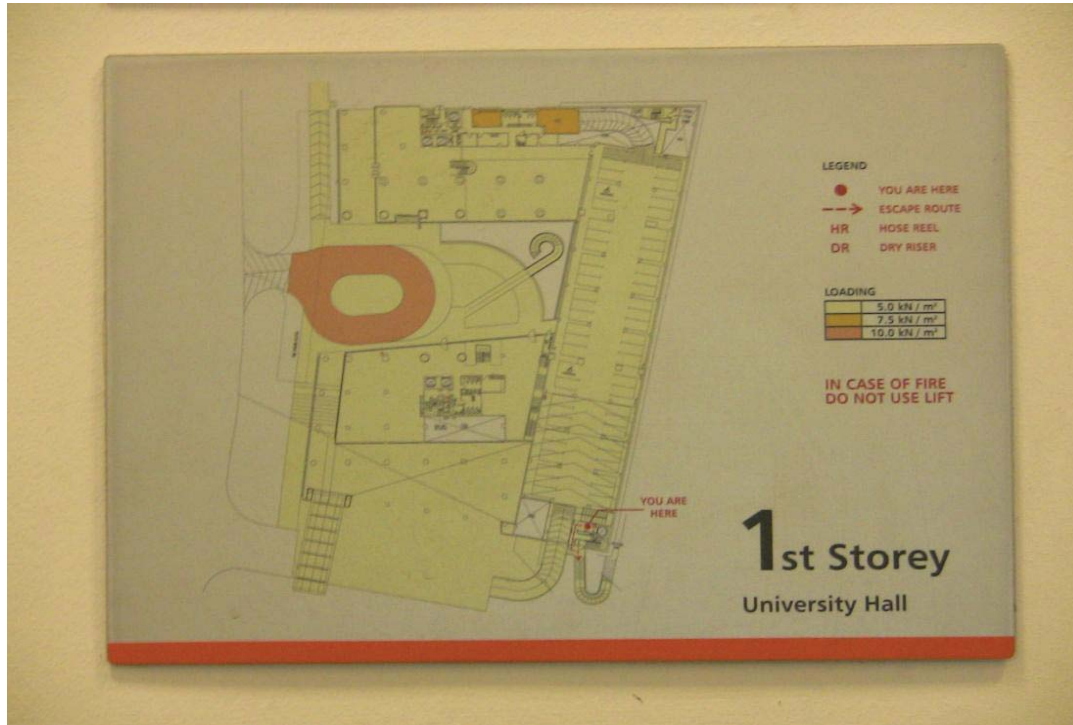 LEGEND
YOU ARE HERE
ESCAPE ROUTE
HR HOSE REEL
DR DRY RISER
LOADING
5.0 kN / m²
7.5 kN / m²
10.0 kN / m²
IN CASE OF FIRE
DO NOT USE LIFT
YOU ARE
HERE
1st Storey
University Hall